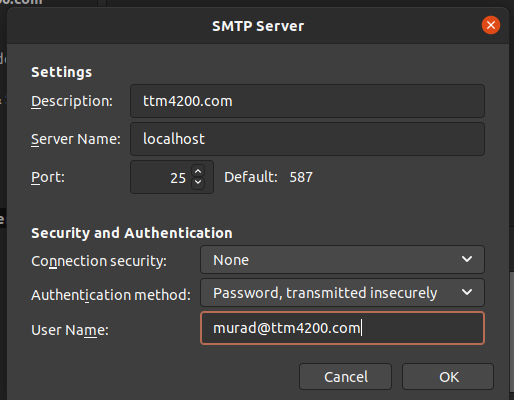 SMTP Server
Settings
Description: ttm4200.com
Server Name: localhost
Port: 25 Default: 587
Security and Authentication
Connection security: None
Authentication method: Password, transmitted insecurely
User Name: murad@ttm4200.com
Cancel OK